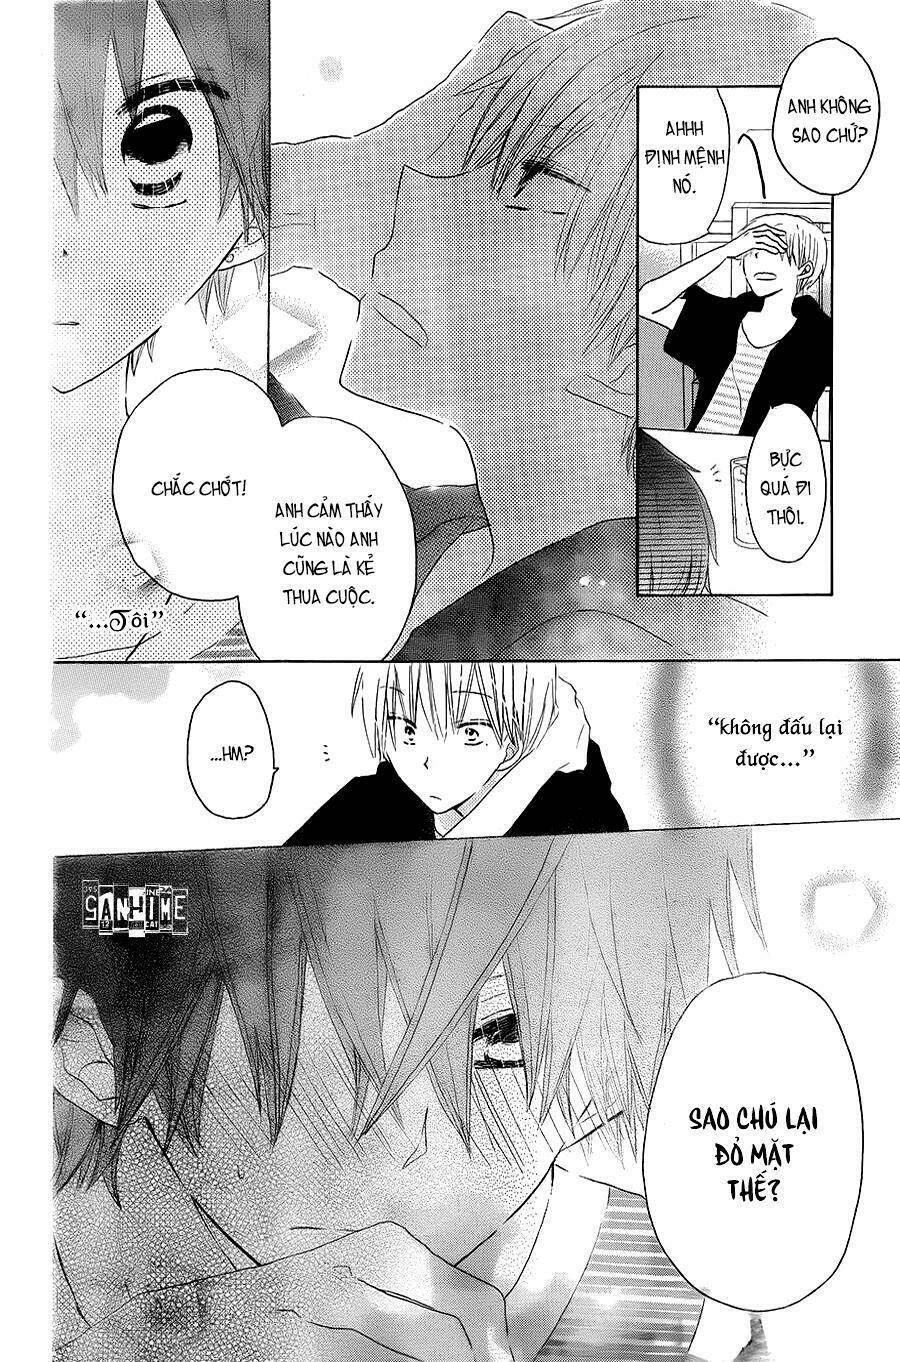 ANH KHÔNG
SAO CHỨ?
AHHH
ĐỊNH MỆNH
NÓ.
BỰC
QUÁ ĐI
THÔI.
ANH CẢM THẤY
LÚC NÀO ANH
CŨNG LÀ KẺ
THUA CUỘC.
CHẮC CHỚT!
“...Tôi”
“không đấu lại
được...”
...HM?
SANHIME
SAO CHÚ LẠI
ĐỎ MẶT
THẾ?